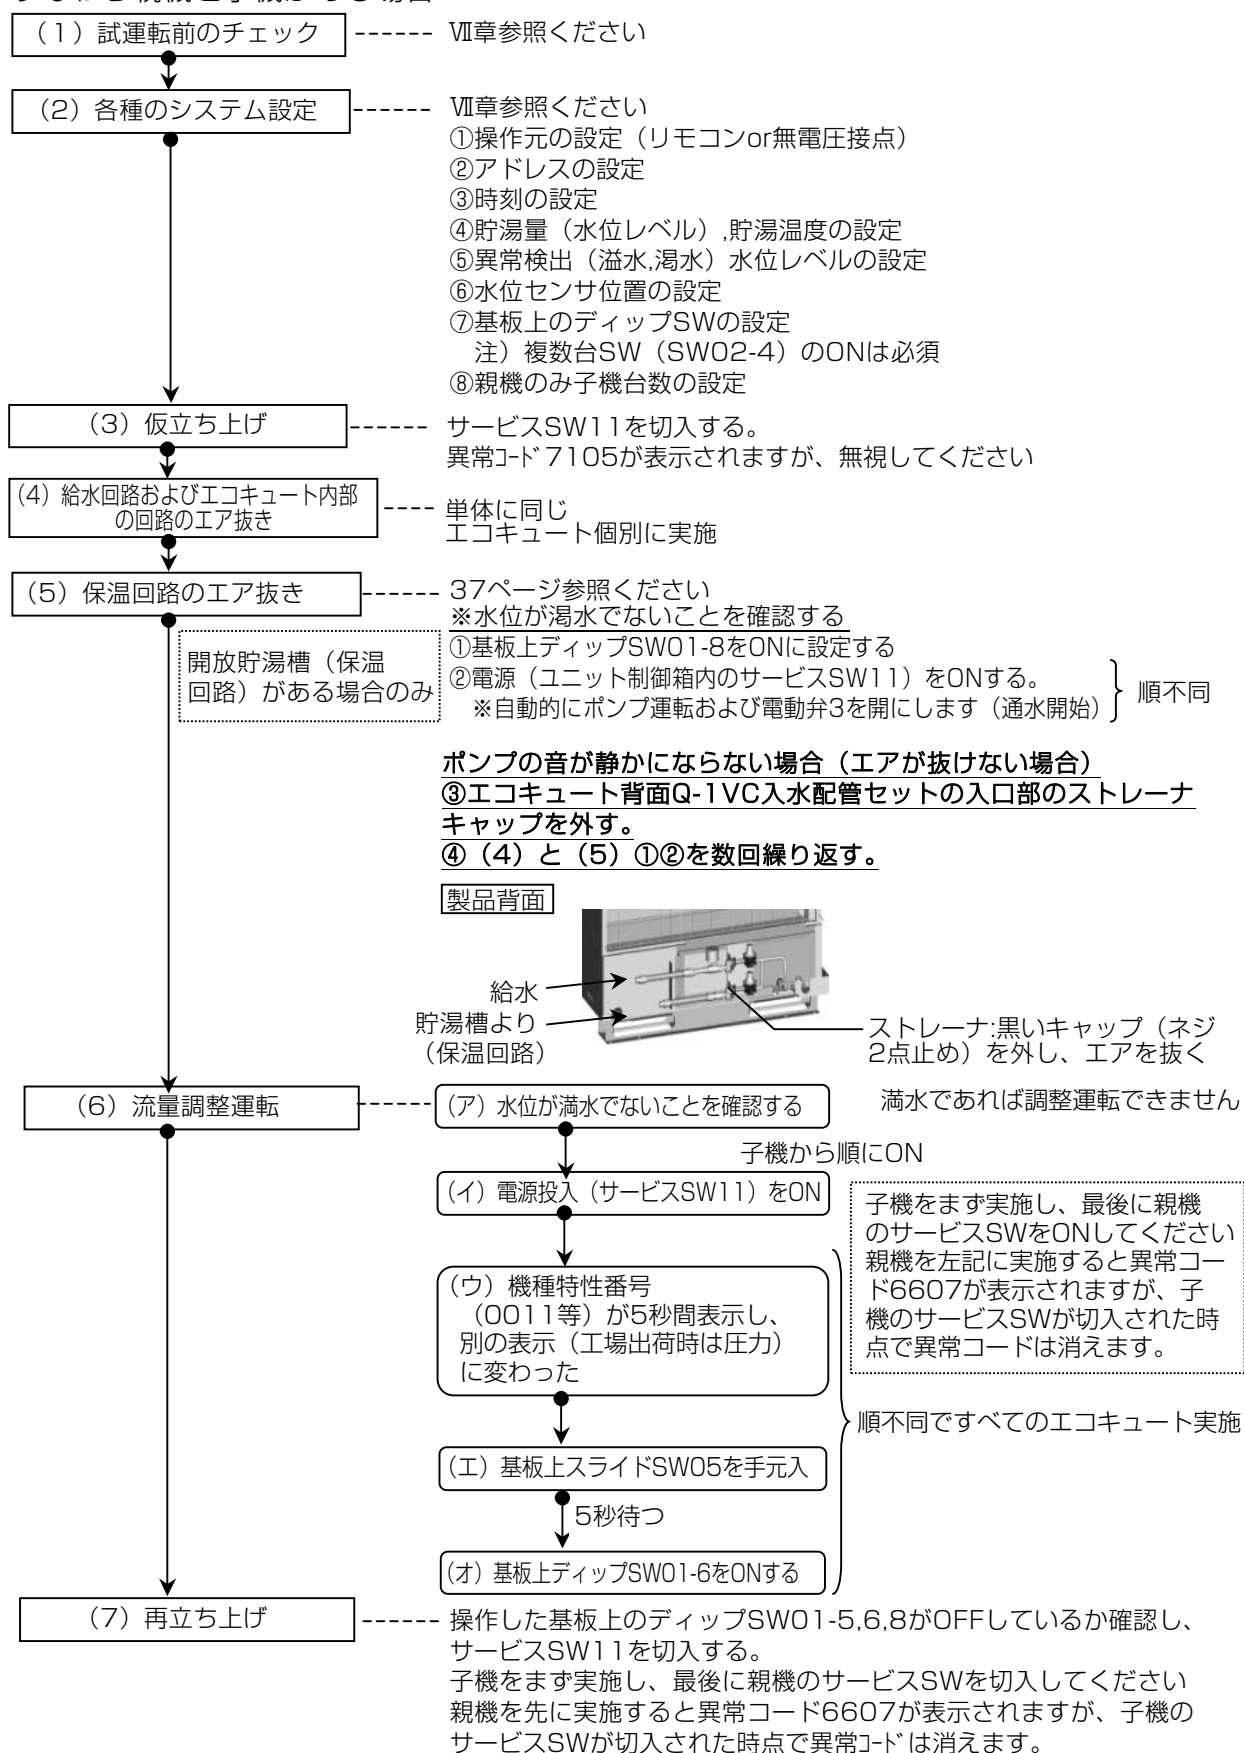 （1）試運転前のチェック
Ⅶ章参照ください
（2）各種のシステム設定
Ⅶ章参照ください
①操作元の設定（リモコンor無電圧接点）
②アドレスの設定
③時刻の設定
④貯湯量（水位レベル）,貯湯温度の設定
⑤異常検出（溢水,渇水）水位レベルの設定
⑥水位センサ位置の設定
⑦基板上のディップSWの設定
注）複数台SW（SW02-4）のONは必須
⑧親機のみ子機台数の設定
（3）仮立ち上げ
サービスSW11を切入する。
異常ｺｰﾄﾞ7105が表示されますが、無視してください
（4）給水回路およびエコキュート内部
の回路のエア抜き
単体に同じ
エコキュート個別に実施
（5）保温回路のエア抜き
37ページ参照ください
※水位が渇水でないことを確認する
①基板上ディップSW01-8をONに設定する
②電源（ユニット制御箱内のサービスSW11）をONする。
※自動的にポンプ運転および電動弁3を開にします（通水開始）
順不同
開放貯湯槽（保温
回路）がある場合のみ
ポンプの音が静かにならない場合（エアが抜けない場合）
③エコキュート背面Q-1VC入水配管セットの入口部のストレーナ
キャップを外す。
④（4）と（5）①②を数回繰り返す。
製品背面
給水
貯湯槽より
（保温回路）
ストレーナ:黒いキャップ（ネジ
2点止め）を外し、エアを抜く
（6）流量調整運転
（ア）水位が満水でないことを確認する
満水であれば調整運転できません
子機から順にON
（イ）電源投入（サービスSW11）をON
子機をまず実施し、最後に親機
のサービスSWをONしてください
親機を左記に実施すると異常コー
ド6607が表示されますが、子
機のサービスSWが切入された時
点で異常コードは消えます。
（ウ）機種特性番号
（0011等）が5秒間表示し、
別の表示（工場出荷時は圧力）
に変わった
順不同ですべてのエコキュート実施
（エ）基板上スライドSW05を手元入
5秒待つ
（オ）基板上ディップSW01-6をONする
（7）再立ち上げ
操作した基板上のディップSW01-5,6,8がOFFしているか確認し、
サービスSW11を切入する。
子機をまず実施し、最後に親機のサービスSWを切入してください
親機を先に実施すると異常コード6607が表示されますが、子機の
サービスSWが切入された時点で異常ｺｰﾄﾞは消えます。